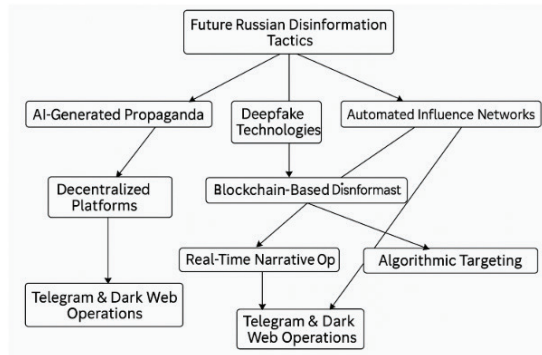 Future Russian Disinformation
Tactics
AI-Generated Propaganda
Deepfake
Technologies
Automated Influence Networks
Decentralized
Platforms
Blockchain-Based Disnformast
Real-Time Narrative Op
Algorithmic Targeting
Telegram & Dark Web
Operations
Telegram & Dark
Web Operations